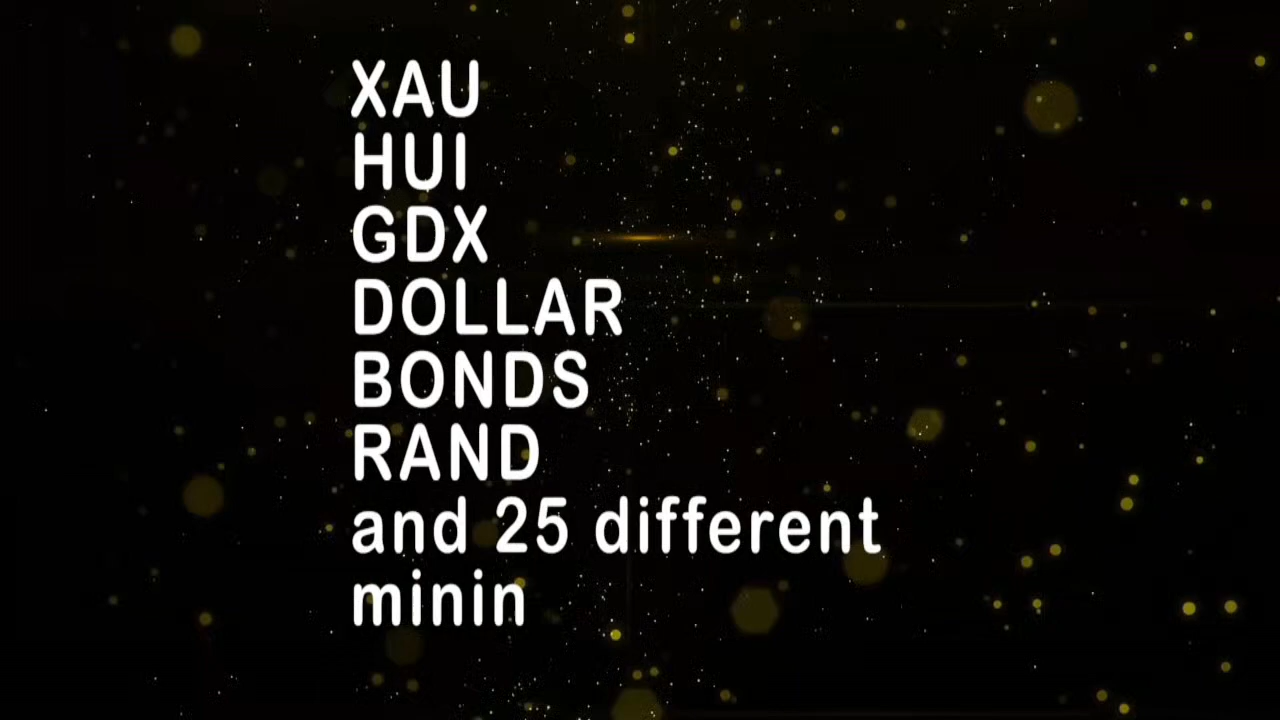 XAU
HUI
GDX
DOLLAR
BONDS
RAND
and 25 different
minin